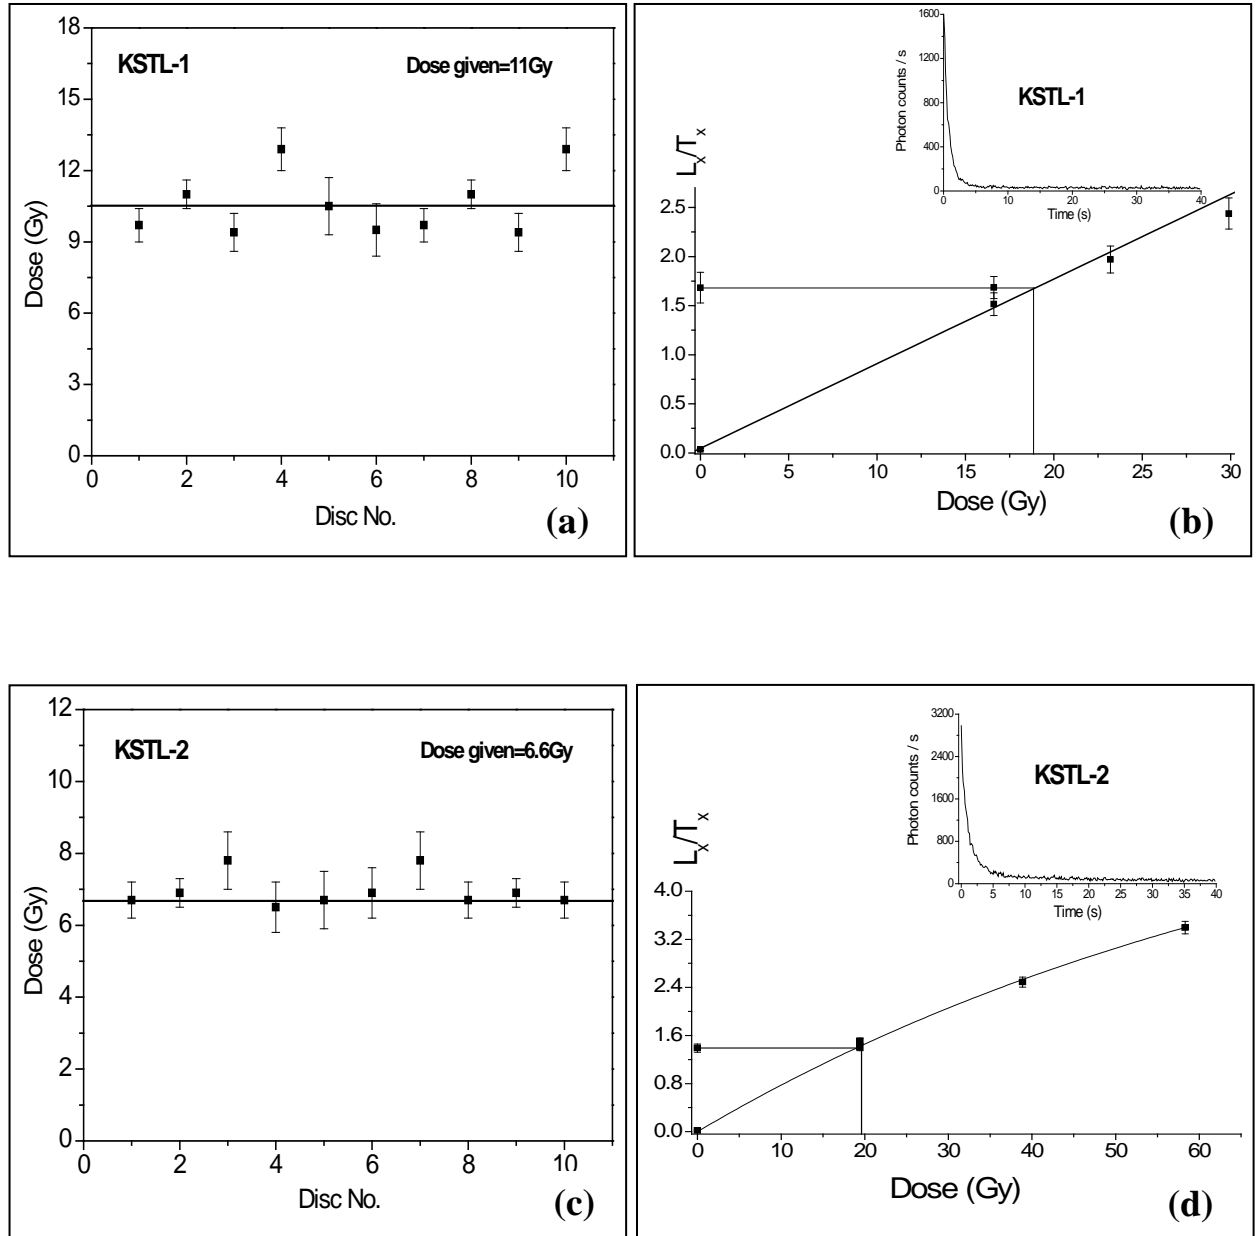 KSTL-1
Dose given=11Gy
18
15
12
9
6
3
0
Dose (Gy)
0 2 4 6 8 10
Disc No.
(a)
1600
1200
800
400
0
Photon counts / s
KSTL-1
0 10 20 30 40
Time (s)
Lx/Tx
2.5
2.0
1.5
1.0
0.5
0.0
0 5 10 15 20 25 30
Dose (Gy)
(b)
12
10
8
6
4
2
0
Dose (Gy)
KSTL-2
Dose given=6.6Gy
0 2 4 6 8 10
Disc No.
(c)
3200
2400
1600
800
0
Photon counts / s
KSTL-2
0 5 10 15 20 25 30 35 40
Time (s)
Lx/Tx
4.0
3.2
2.4
1.6
0.8
0.0
0 10 20 30 40 50 60
Dose (Gy)
(d)